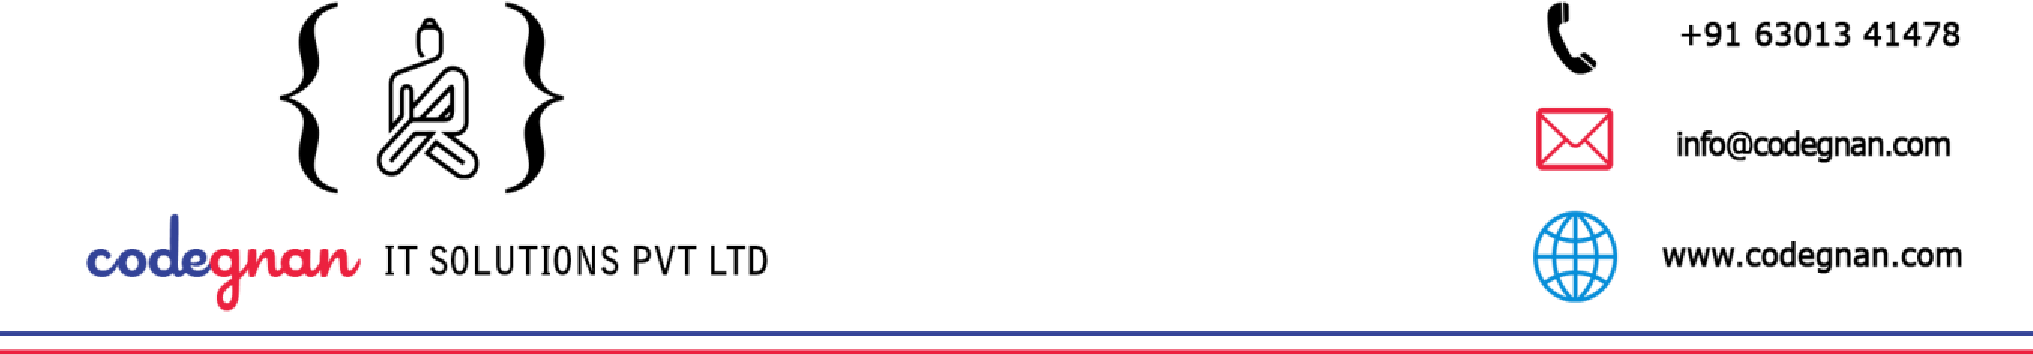 +91 63013 41478
info@codegnan.com
codegnan IT SOLUTIONS PVT LTD
www.codegnan.com